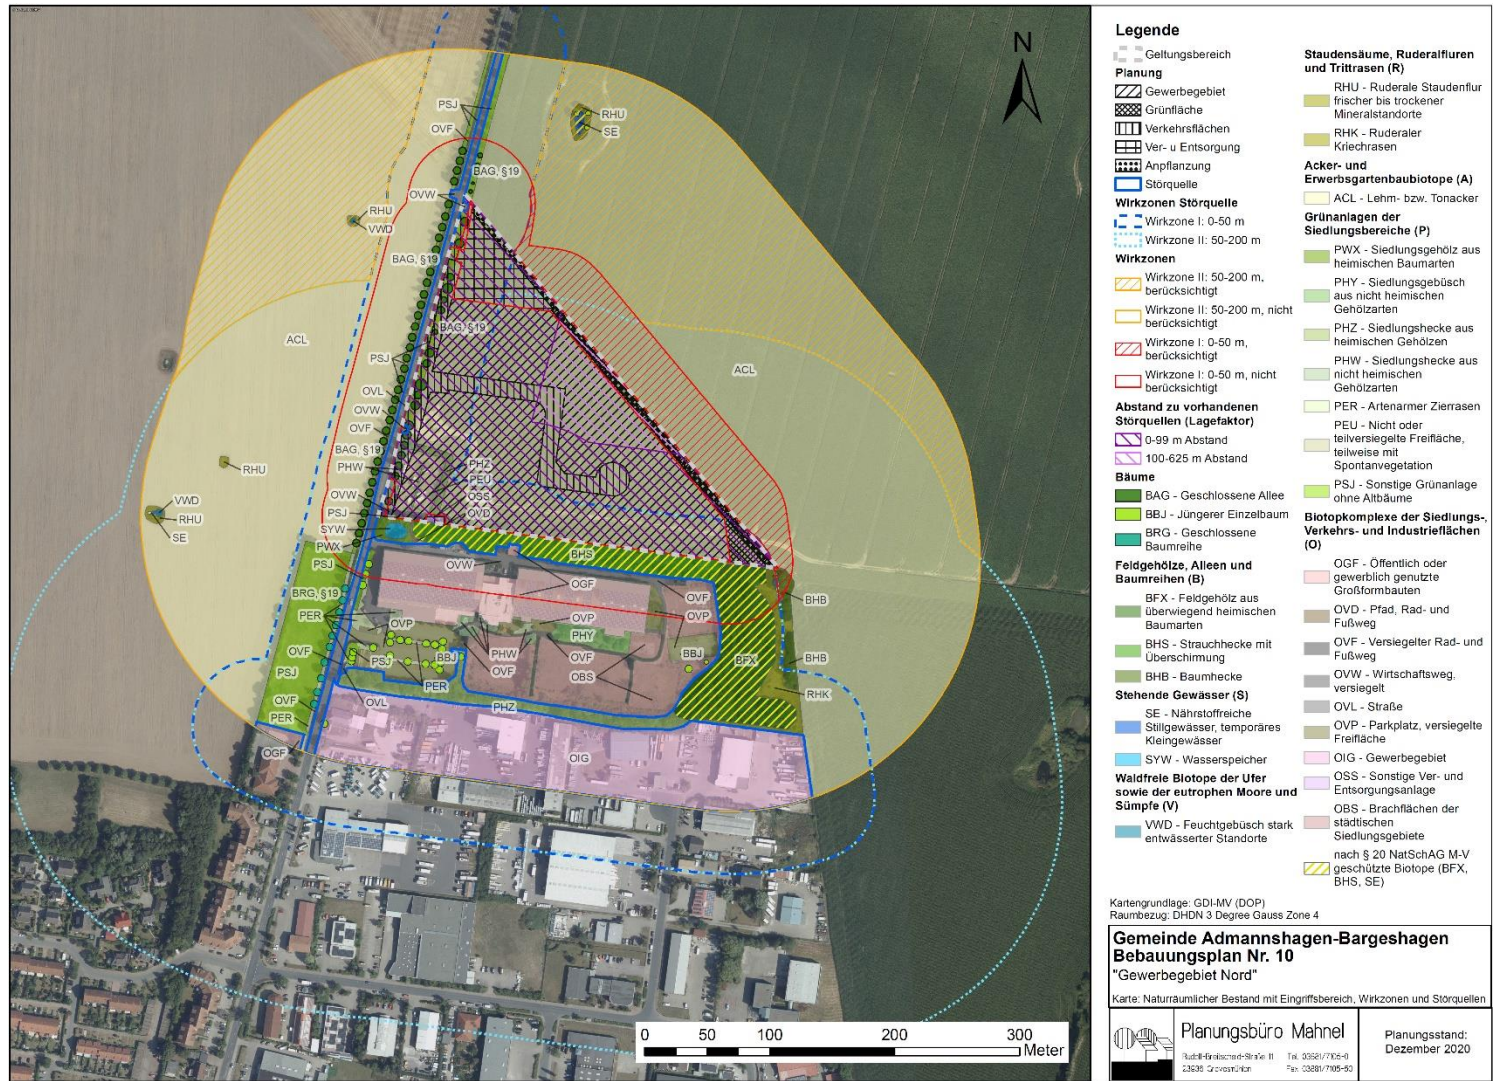 PSJ
OVF
RHU
SE
BAG, §19
OVW
RHU
VWD
BAG, §19
BAG, §19
ACL
ACL
PSJ
OVL
OVW
OVF
BAG, §19
PHW
PHZ
PEU
OSS
OVD
RHU
VWD
RHU
SE
OVW
PSJ
SYW
PWX
PSJ
BHS
OVW
OGF
OVF
OVP
BHB
BRG, §19
PER
OVP
OVP
PHY
OVF
PSJ
BBJ
PHW
OVF
OBS
BBJ
BFX
BHB
RHK
OVF
PSJ
PER
OVF
PER
OVL
PHZ
OGF
OIG
N
0 50 100 200 300
Meter
Legende
Geltungsbereich
Planung
Gewerbegebiet
Grünfläche
Verkehrsflächen
Ver- u Entsorgung
Anpflanzung
Störquelle
Wirkzonen Störquelle
Wirkzone I: 0-50 m
Wirkzone II: 50-200 m
Wirkzonen
Wirkzone II: 50-200 m,
berücksichtigt
Wirkzone II: 50-200 m, nicht
berücksichtigt
Wirkzone I: 0-50 m,
berücksichtigt
Wirkzone I: 0-50 m, nicht
berücksichtigt
Abstand zu vorhandenen
Störquellen (Lagefaktor)
0-99 m Abstand
100-625 m Abstand
Bäume
BAG - Geschlossene Allee
BBJ - Jüngerer Einzelbaum
BRG - Geschlossene
Baumreihe
Feldgehölze, Alleen und
Baumreihen (B)
BFX - Feldgehölz aus
überwiegend heimischen
Baumarten
BHS - Strauchhecke mit
Überschirmung
BHB - Baumhecke
Stehende Gewässer (S)
SE - Nährstoffreiche
Stillgewässer, temporäres
Kleingewässer
SYW - Wasserspeicher
Waldfreie Biotope der Ufer
sowie der eutrophen Moore und
Sümpfe (V)
VWD - Feuchtgebüsch stark
entwässerter Standorte
Staudensäume, Ruderalfluren
und Trittrasen (R)
RHU - Ruderale Staudenflur
frischer bis trockener
Mineralstandorte
RHK - Ruderaler
Kriechrasen
Acker- und
Erwerbsgartenbaubiotope (A)
ACL - Lehm- bzw. Tonacker
Grünanlagen der
Siedlungsbereiche (P)
PWX - Siedlungsgehölz aus
heimischen Baumarten
PHY - Siedlungsgebüsch
aus nicht heimischen
Gehölzarten
PHZ - Siedlungshecke aus
heimischen Gehölzen
PHW - Siedlungshecke aus
nicht heimischen
Gehölzarten
PER - Artenarmer Zierrasen
PEU - Nicht oder
teilversiegelte Freifläche,
teilweise mit
Spontanvegetation
PSJ - Sonstige Grünanlage
ohne Altbäume
Biotopkomplexe der Siedlungs-,
Verkehrs- und Industrieflächen
(O)
OGF - Öffentlich oder
gewerblich genutzte
Großformbauten
OVD - Pfad, Rad- und
Fußweg
OVF - Versiegelter Rad- und
Fußweg
OVW - Wirtschaftsweg,
versiegelt
OVL - Straße
OVP - Parkplatz, versiegelte
Freifläche
OIG - Gewerbegebiet
OSS - Sonstige Ver- und
Entsorgungsanlage
OBS - Brachflächen der
städtischen
Siedlungsgebiete
nach § 20 NatSchAG M-V
geschützte Biotope (BFX,
BHS, SE)
Kartengrundlage: GDI-MV (DOP)
Raumbezug: DHDN 3 Degree Gauss Zone 4
Gemeinde Admannshagen-Bargeshagen
Bebauungsplan Nr. 10
"Gewerbegebiet Nord"
Karte: Naturräumlicher Bestand mit Eingriffsbereich, Wirkzonen und Störquellen
Planungsbüro Mahnel
Rudolf-Breitscheid-Straße 11 Tel. 03881/7105-0
23936 Grevesmühlen Fax 03881/7105-50
Planungsstand:
Dezember 2020